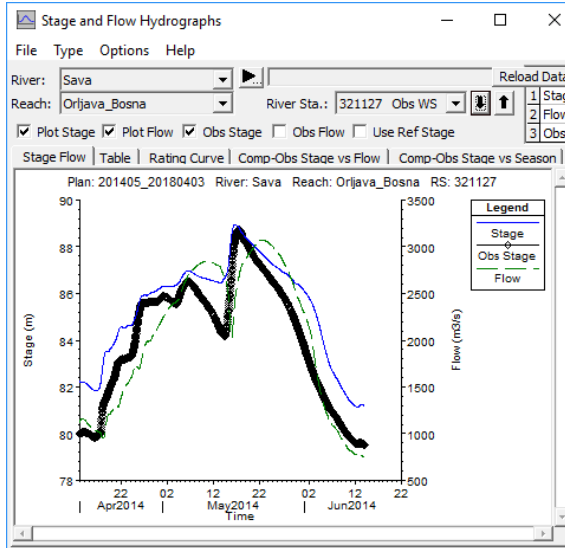 Stage and Flow Hydrographs
File Type Options Help
River: Sava Reload Data
Reach: Orljava_Bosna River Sta.: 321127 Obs WS 1 Stag
Plot Stage Plot Flow Obs Stage Obs Flow Use Ref Stage 2 Flow
3 Obs
Stage Flow Table Rating Curve Comp-Obs Stage vs Flow Comp-Obs Stage vs Season
Plan: 201405_20180403 River: Sava Reach: Orljava_Bosna RS: 321127
90 3500
88 3000
86 2500
84 2000
82 1500
80 1000
78 500
Stage (m)
Flow (m3/s)
Legend
Stage
Obs Stage
Flow
22 02 12 22 02 12 22
Apr2014 May2014 Jun2014
Time